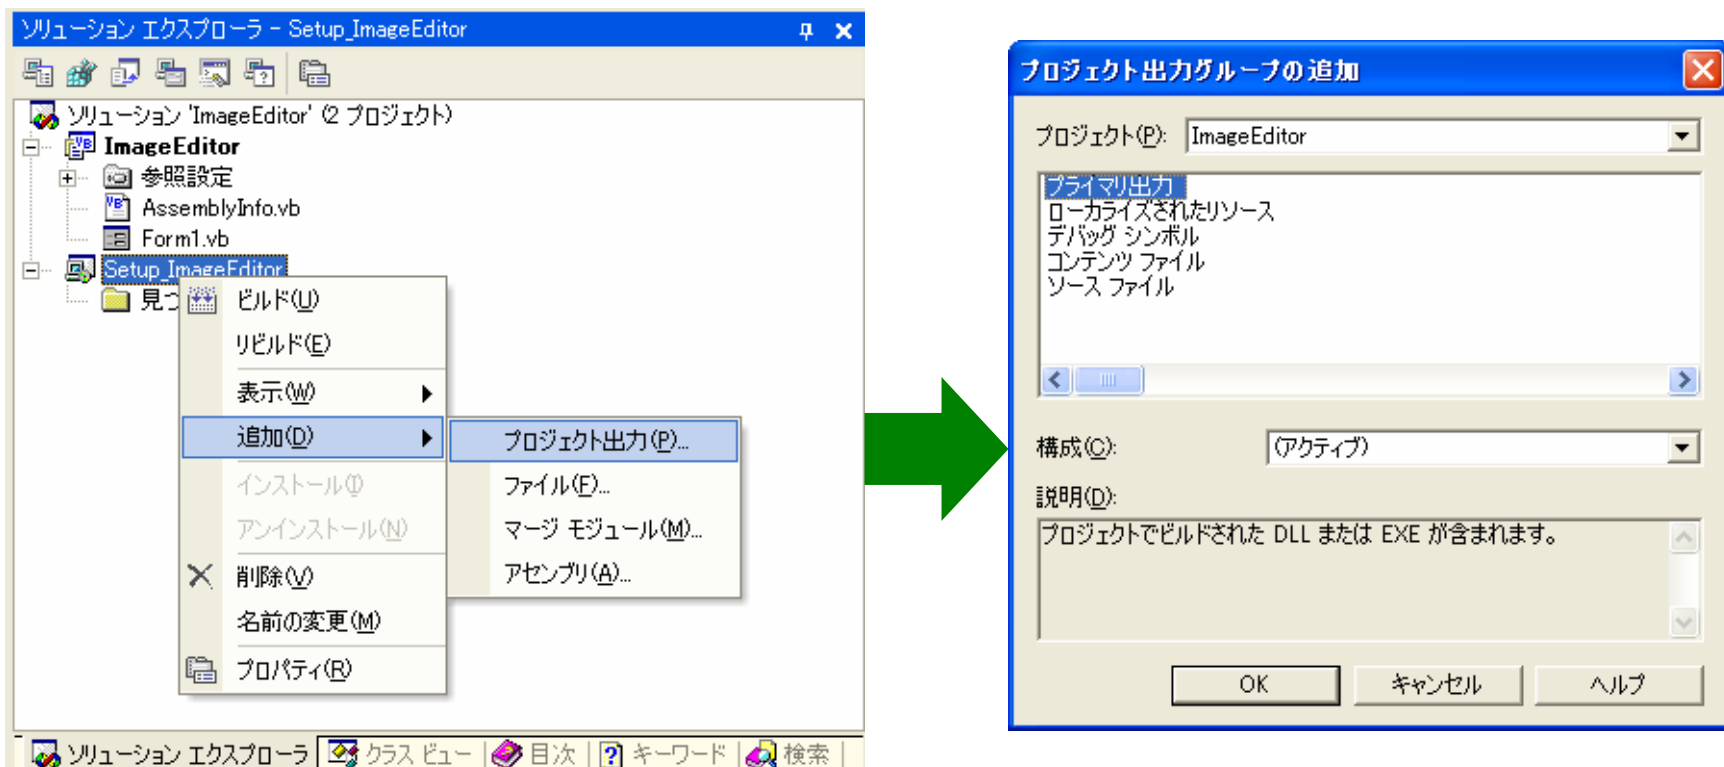 ソリューション エクスプローラ - Setup_ImageEditor
ソリューション 'ImageEditor' (2 プロジェクト)
ImageEditor
参照設定
AssemblyInfo.vb
Form1.vb
Setup_ImageEditor
見つ
ビルド(U)
リビルド(E)
表示(W)
追加(D)
インストール(I)
アンインストール(N)
削除(V)
名前の変更(M)
プロパティ(R)
プロジェクト出力(P)...
ファイル(F)...
マージ モジュール(M)...
アセンブリ(A)...
ソリューション エクスプローラ
クラス ビュー
目次
キーワード
検索
プロジェクト出力グループの追加
プロジェクト(P): ImageEditor
プライマリ出力
ローカライズされたリソース
デバッグ シンボル
コンテンツ ファイル
ソース ファイル
構成(C): (アクティブ)
説明(D):
プロジェクトでビルドされた DLL または EXE が含まれます。
OK
キャンセル
ヘルプ